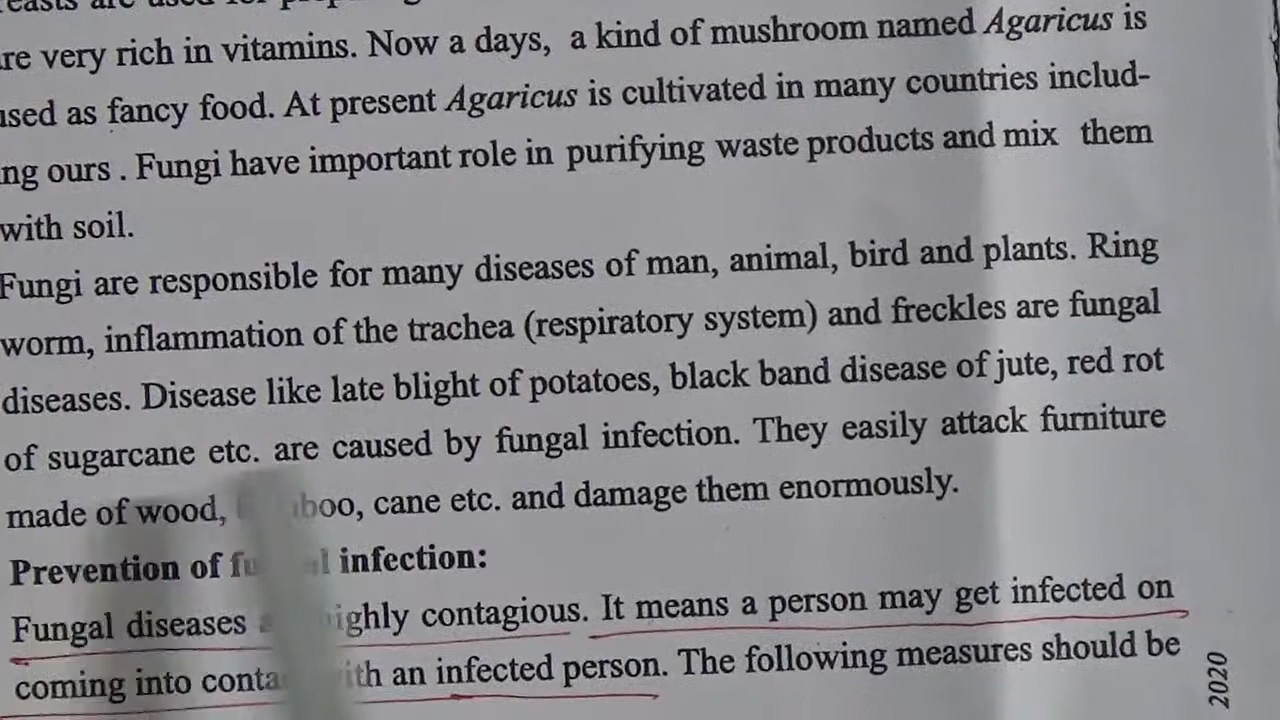 are used for
re very rich in vitamins. Now a days, a kind of mushroom named Agaricus is
used as fancy food. At present Agaricus is cultivated in many countries includ-
ng ours . Fungi have important role in purifying waste products and mix them
with soil.
Fungi are responsible for many diseases of man, animal, bird and plants. Ring
worm, inflammation of the trachea (respiratory system) and freckles are fungal
diseases. Disease like late blight of potatoes, black band disease of jute, red rot
of sugarcane etc. are caused by fungal infection. They easily attack furniture
made of wood, boo, cane etc. and damage them enormously.
Prevention of fu l infection:
Fungal diseases ighly contagious. It means a person may get infected on
coming into conta ith an infected person. The following measures should be
2020